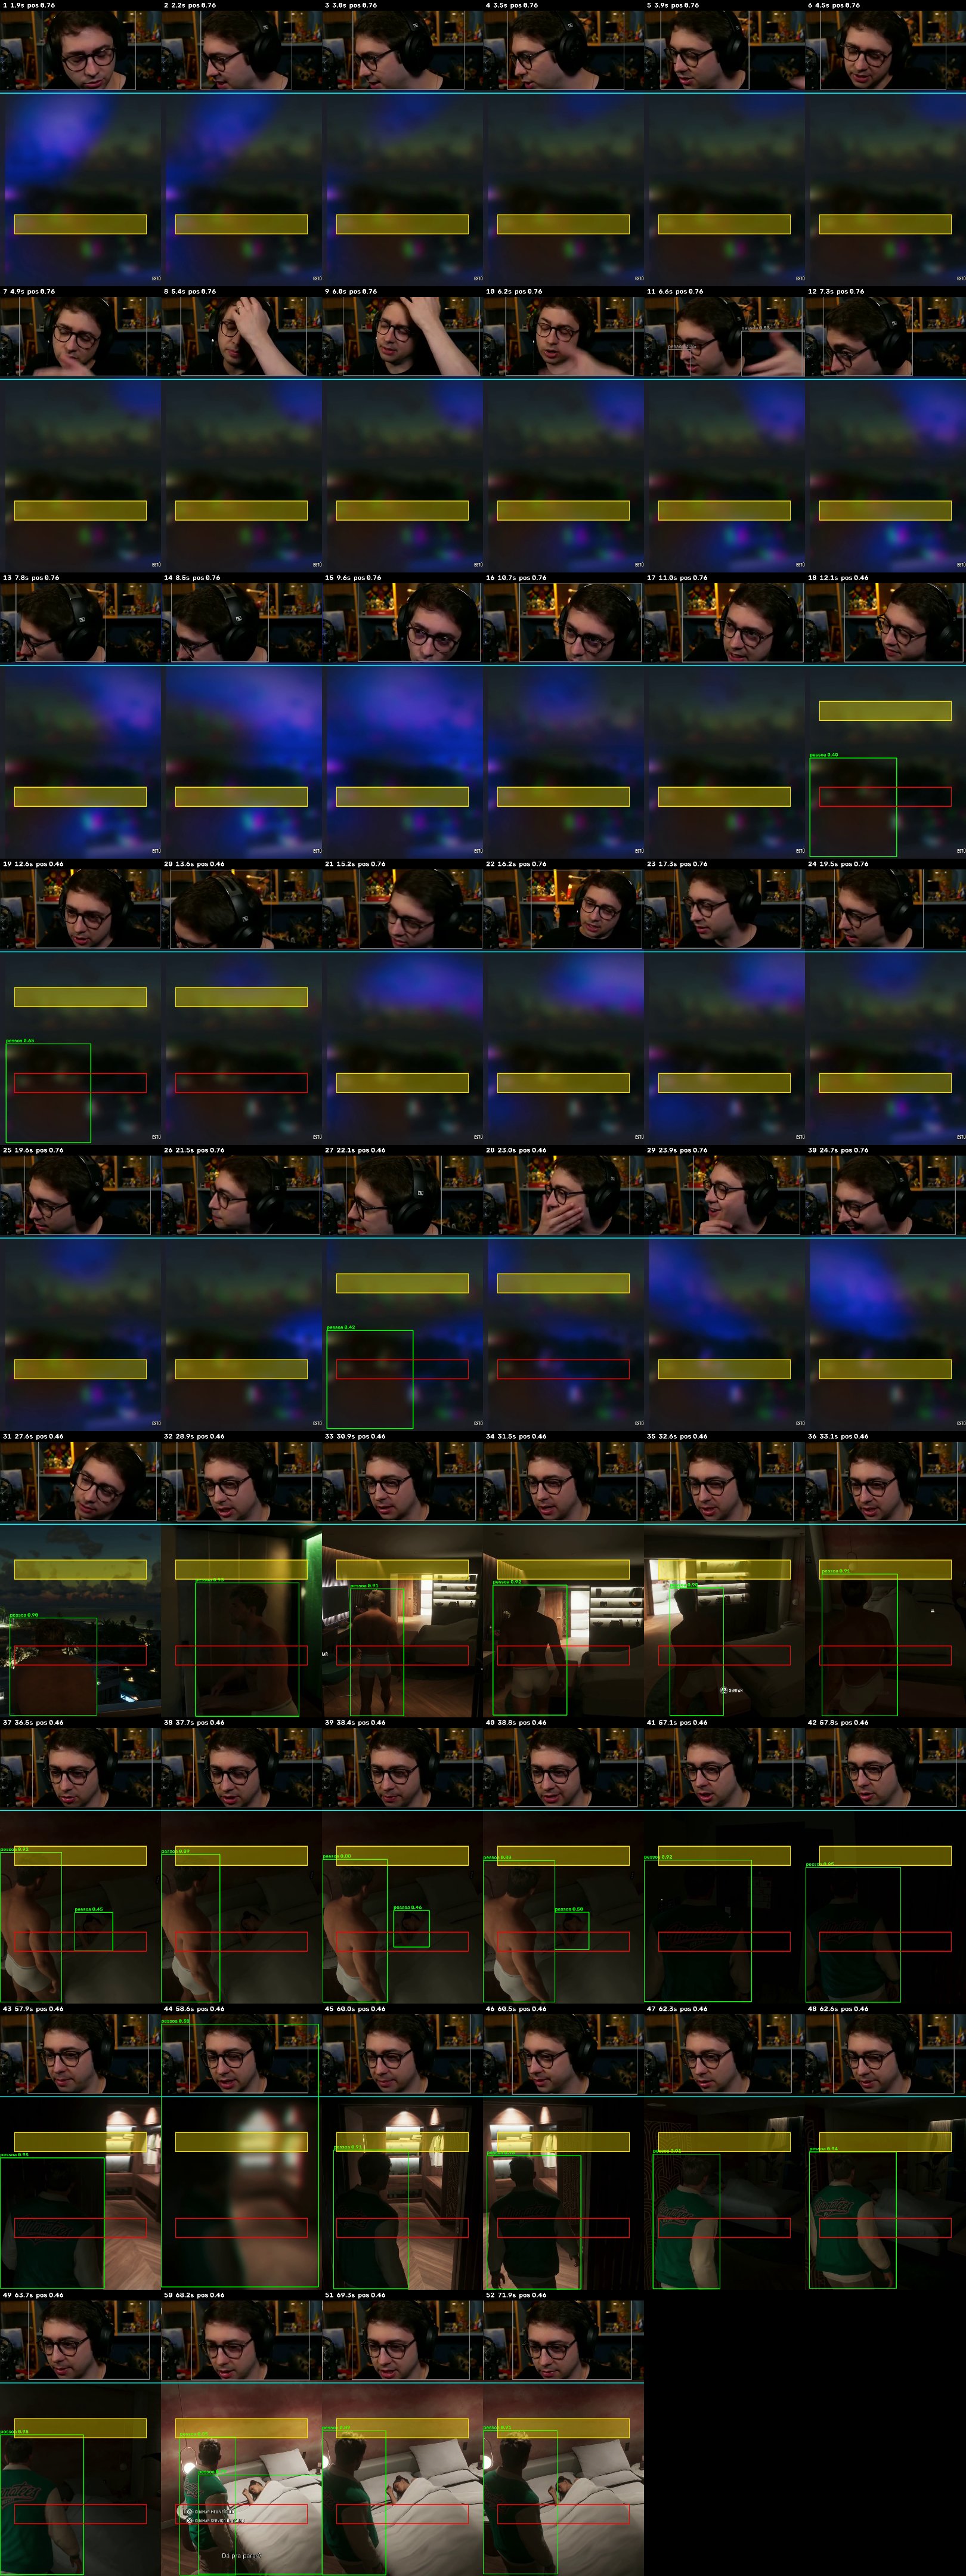 1 1.9s pos 0.76
2 2.2s pos 0.76
3 3.0s pos 0.76
4 3.5s pos 0.76
5 3.9s pos 0.76
6 4.5s pos 0.76
7 4.9s pos 0.76
8 5.4s pos 0.76
9 6.0s pos 0.76
10 6.2s pos 0.76
11 6.6s pos 0.76
12 7.3s pos 0.76
13 7.8s pos 0.76
14 8.5s pos 0.76
15 9.6s pos 0.76
16 10.7s pos 0.76
17 11.0s pos 0.76
18 12.1s pos 0.46
pessoa 0.40
19 12.6s pos 0.46
20 13.6s pos 0.46
21 15.2s pos 0.76
22 16.2s pos 0.76
23 17.3s pos 0.76
24 19.5s pos 0.76
25 19.6s pos 0.76
26 21.5s pos 0.76
27 22.1s pos 0.46
28 23.0s pos 0.46
29 23.9s pos 0.76
30 24.7s pos 0.76
31 27.6s pos 0.46
32 28.9s pos 0.46
33 30.9s pos 0.46
34 31.5s pos 0.46
35 32.6s pos 0.46
36 33.1s pos 0.46
37 36.5s pos 0.46
38 37.7s pos 0.46
39 38.4s pos 0.46
40 38.8s pos 0.46
41 57.1s pos 0.46
42 57.8s pos 0.46
43 57.9s pos 0.46
44 58.6s pos 0.46
45 60.0s pos 0.46
46 60.5s pos 0.46
47 62.3s pos 0.46
48 62.6s pos 0.46
49 63.7s pos 0.46
50 68.2s pos 0.46
51 69.3s pos 0.46
52 71.9s pos 0.46
Dá pra parar